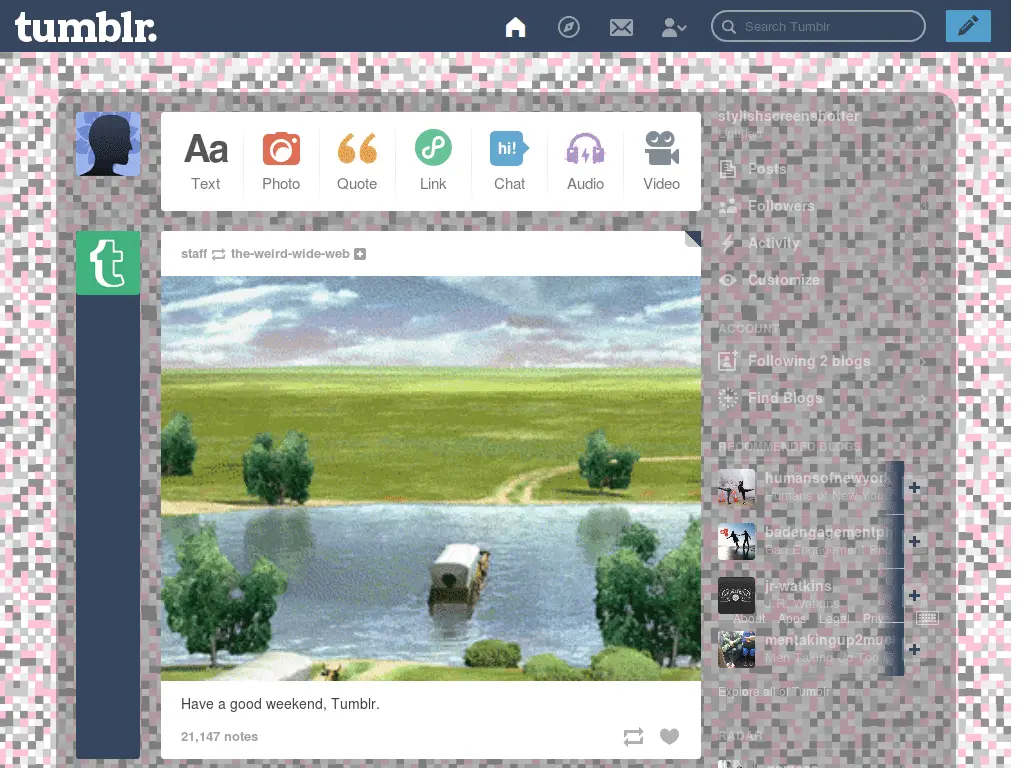 tumblr.
Search Tumblr
Aa
hi!
Text
Photo
Quote
Link
Chat
Audio
Video
t
staff the-weird-wide-web
Have a good weekend, Tumblr.
21,147 notes
stylishscreenshotter
Untitled
Posts
Followers
Activity
Customize
ACCOUNT
Following 2 blogs
Find Blogs
RECOMMENDED BLOGS
humansofnewyork
Humans of New Yo
badengagementph
Bad Engagement Pho
jr-watkins
J.R. Watkins
About Apps Legal Priv...
mentakingup2muc
Men Taking Up Too
Explore all of Tumblr
RADAR